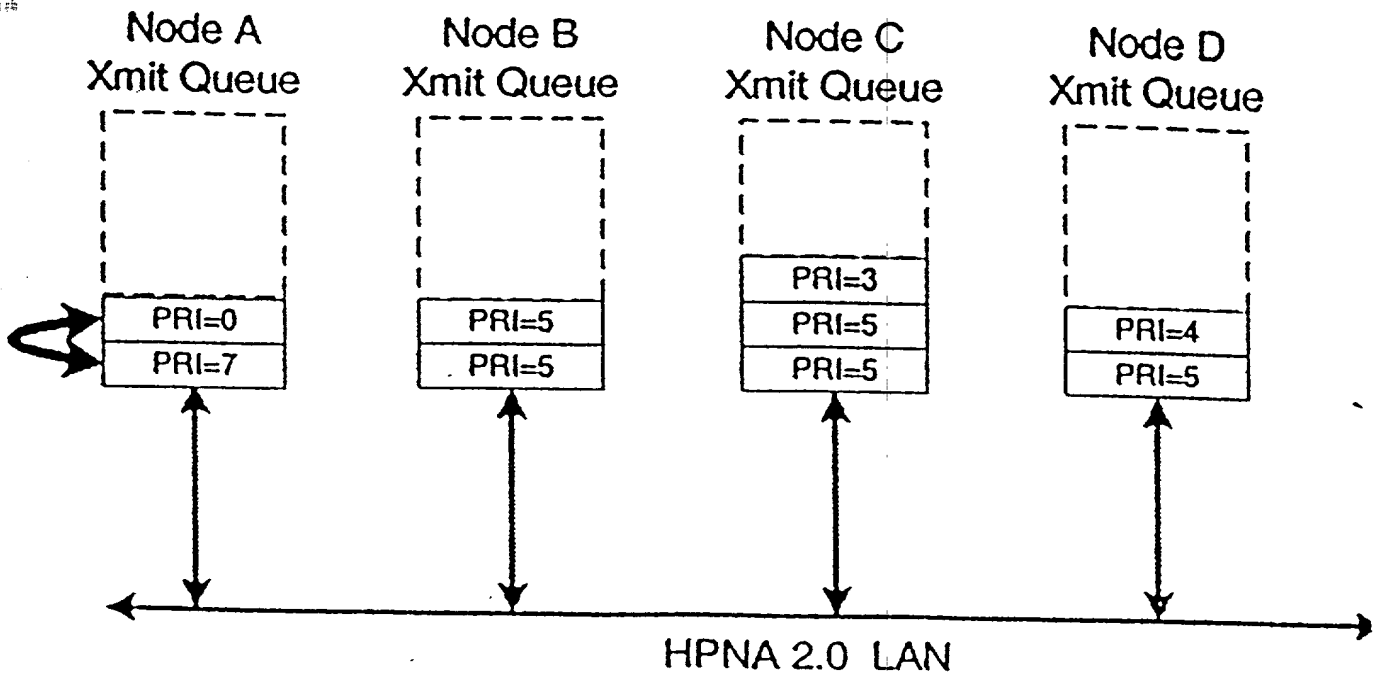 Node A
Xmit Queue
Node B
Xmit Queue
Node C
Xmit Queue
Node D
Xmit Queue
PRI=0
PRI=7
PRI=5
PRI=5
PRI=3
PRI=5
PRI=5
PRI=4
PRI=5
HPNA 2.0 LAN